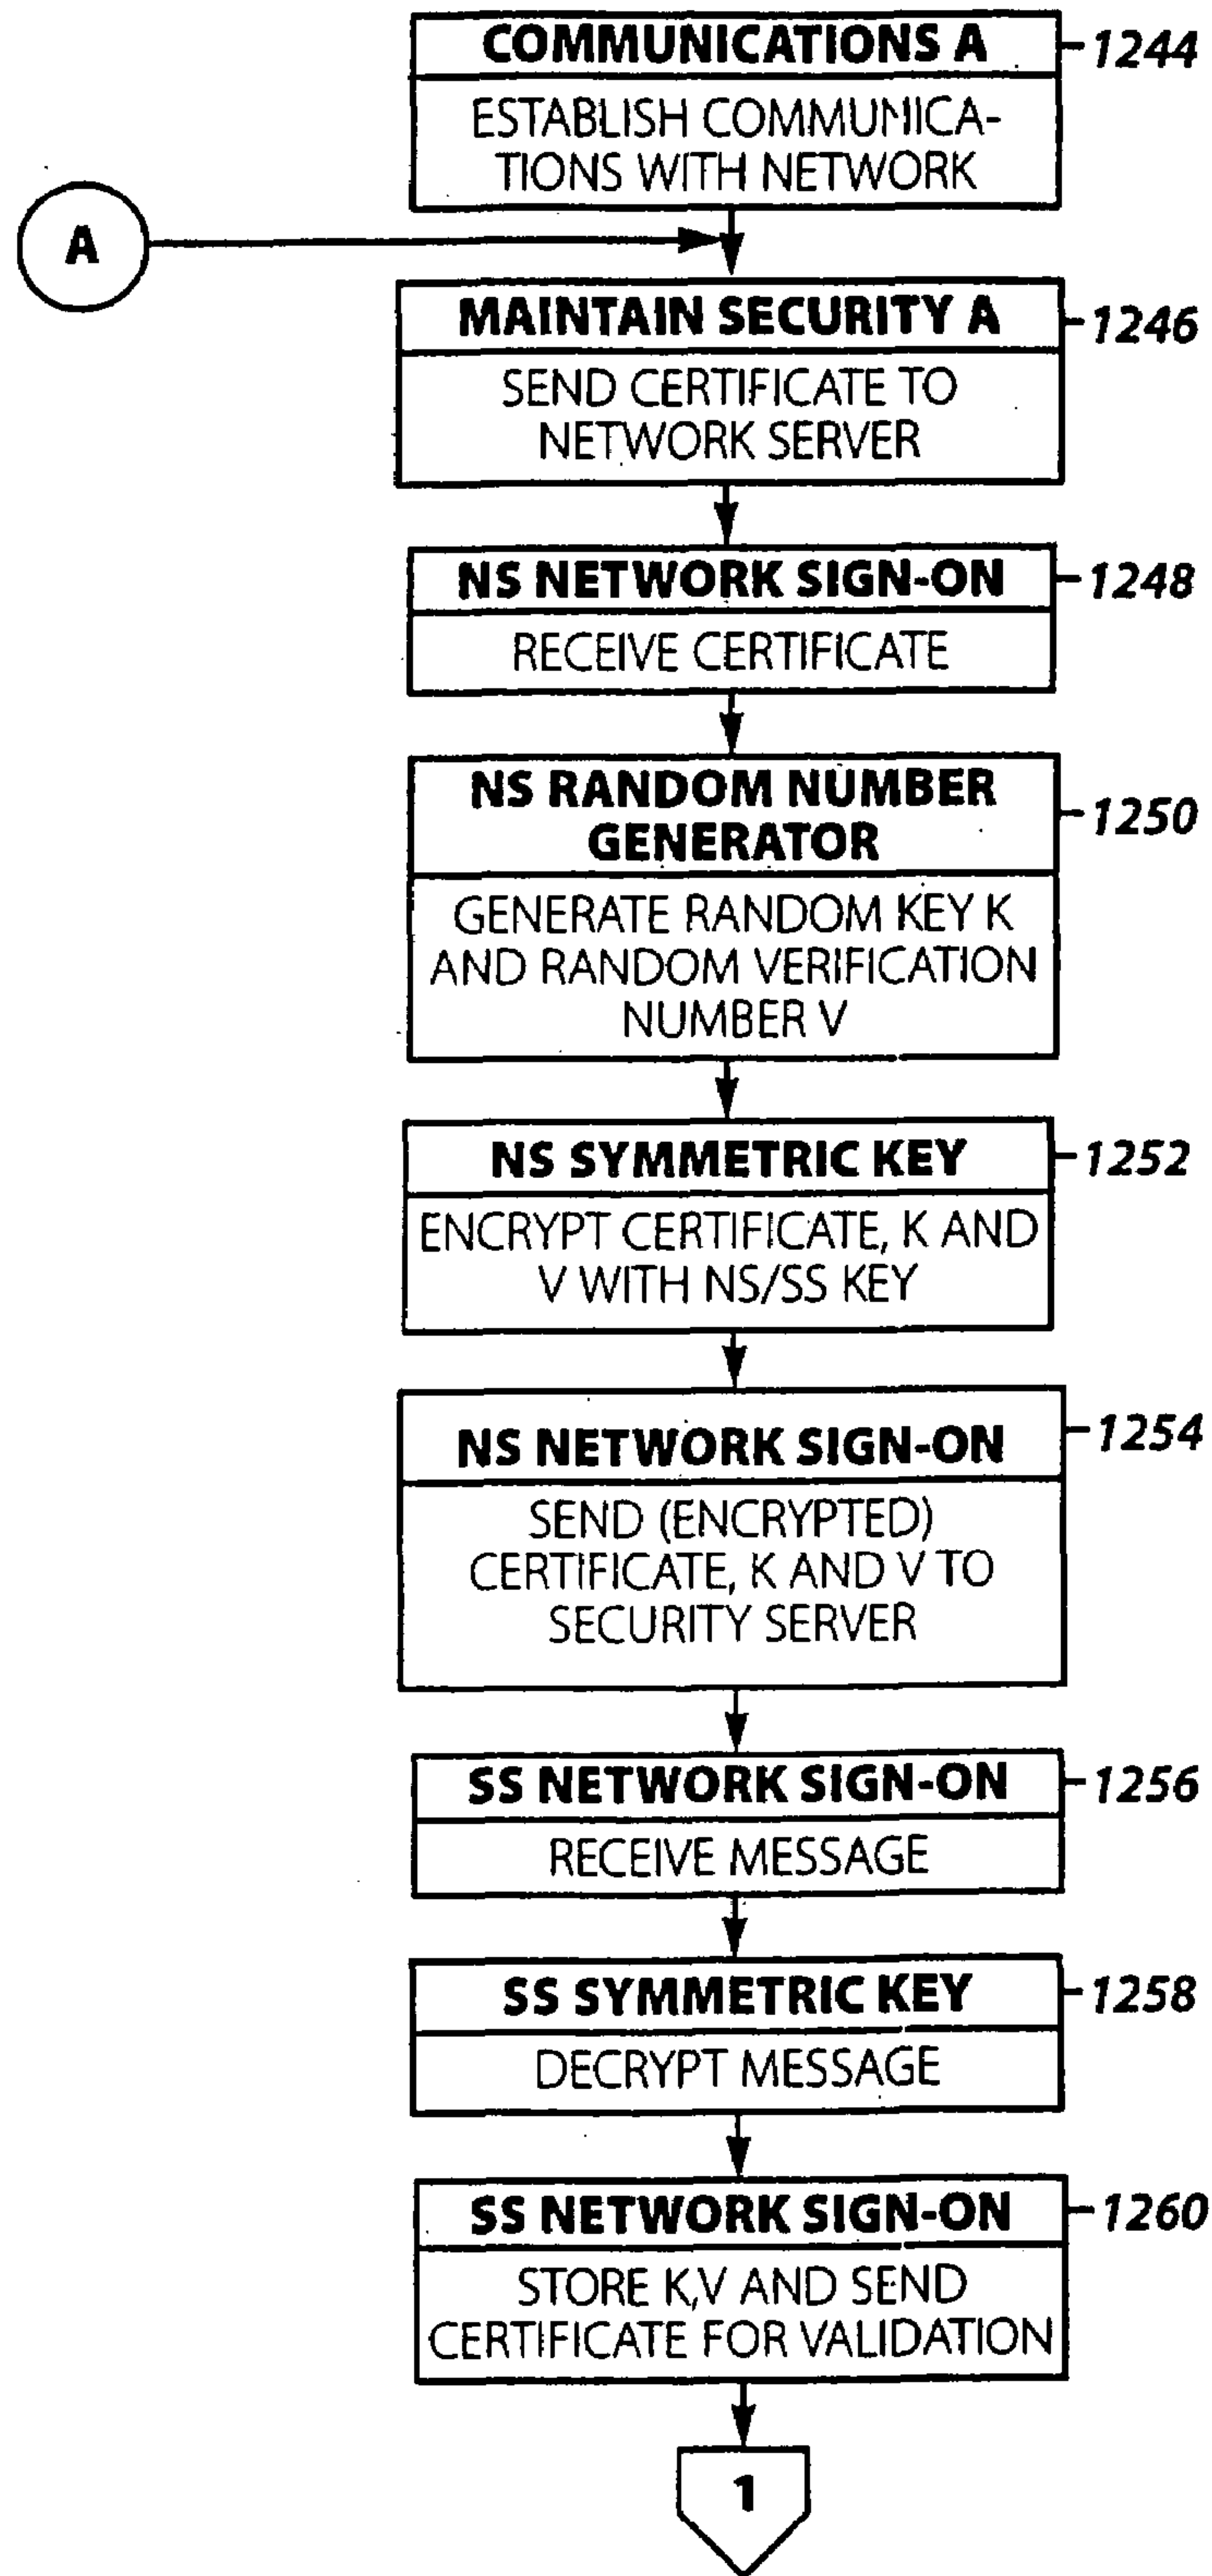 COMMUNICATIONS A
1244
ESTABLISH COMMUNICA-
TIONS WITH NETWORK
A
MAINTAIN SECURITY A
1246
SEND CERTIFICATE TO
NETWORK SERVER
NS NETWORK SIGN-ON
1248
RECEIVE CERTIFICATE
NS RANDOM NUMBER
GENERATOR
1250
GENERATE RANDOM KEY K
AND RANDOM VERIFICATION
NUMBER V
NS SYMMETRIC KEY
1252
ENCRYPT CERTIFICATE, K AND
V WITH NS/SS KEY
NS NETWORK SIGN-ON
1254
SEND (ENCRYPTED)
CERTIFICATE, K AND V TO
SECURITY SERVER
SS NETWORK SIGN-ON
1256
RECEIVE MESSAGE
SS SYMMETRIC KEY
1258
DECRYPT MESSAGE
SS NETWORK SIGN-ON
1260
STORE K,V AND SEND
CERTIFICATE FOR VALIDATION
1